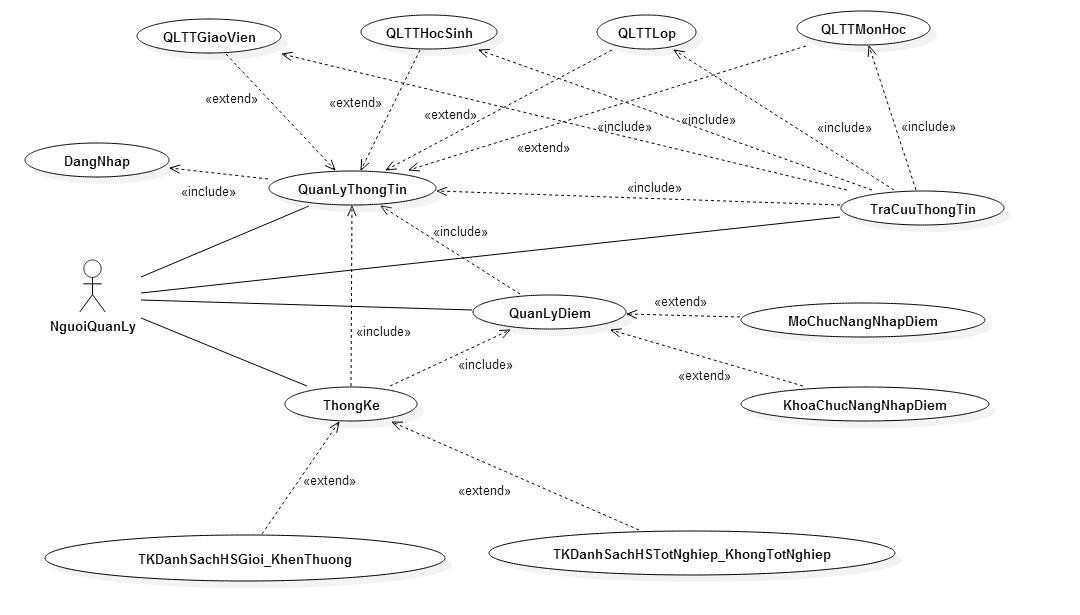 QLTTGiaoVien
QLTTHocSinh
QLTTLop
QLTTMonHoc
«extend»
«extend»
«extend»
«include»
«include»
«include»
«include»
«extend»
DangNhap
«include»
QuanLyThongTin
«include»
TraCuuThongTin
«include»
NguoiQuanLy
QuanLyDiem
«extend»
MoChucNangNhapDiem
«include»
«include»
«extend»
ThongKe
KhoaChucNangNhapDiem
«extend»
«extend»
TKDanhSachHSGioi_KhenThuong
TKDanhSachHSTotNghiep_KhongTotNghiep